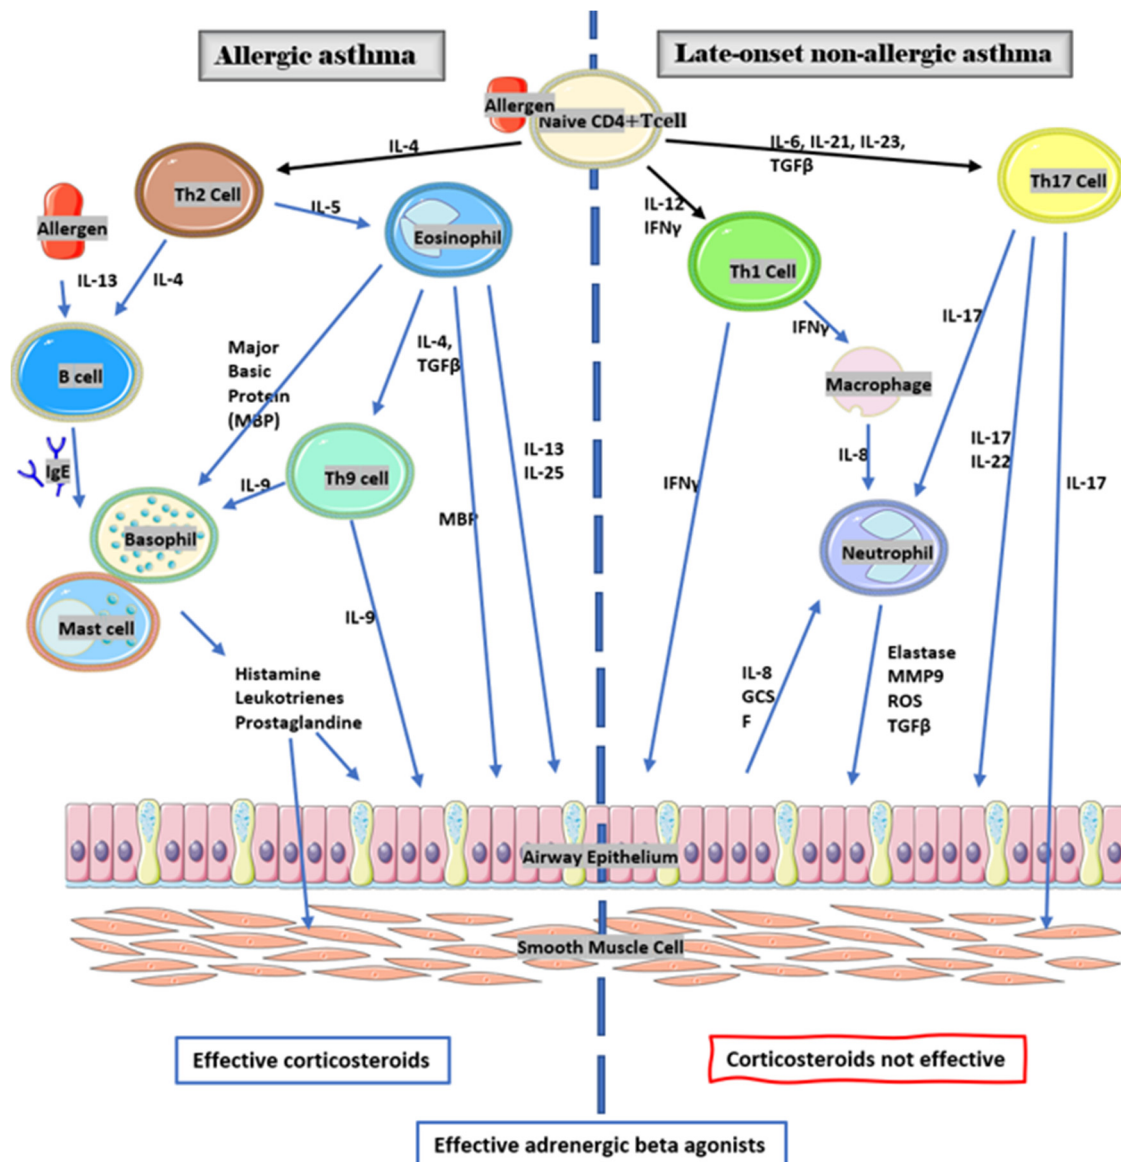 Allergic asthma
Late-onset non-allergic asthma
Allergen
Naive CD4+Tcell
IL-4
IL-6, IL-21, IL-23,
TGFβ
Th2 Cell
Th17 Cell
IL-5
IL-12
IFNγ
Allergen
Eosinophil
Th1 Cell
IL-13
IL-4
IFNγ
IL-17
B cell
Major
Basic
Protein
(MBP)
IL-4,
TGFβ
Macrophage
IgE
IL-9
Th9 cell
IL-13
IL-25
IL-8
IL-17
IL-22
IFNγ
IL-17
MBP
Basophil
Neutrophil
Mast cell
IL-9
Histamine
Leukotrienes
Prostaglandine
IL-8
GCS
F
Elastase
MMP9
ROS
TGFβ
Airway Epithelium
Smooth Muscle Cell
Effective corticosteroids
Corticosteroids not effective
Effective adrenergic beta agonists